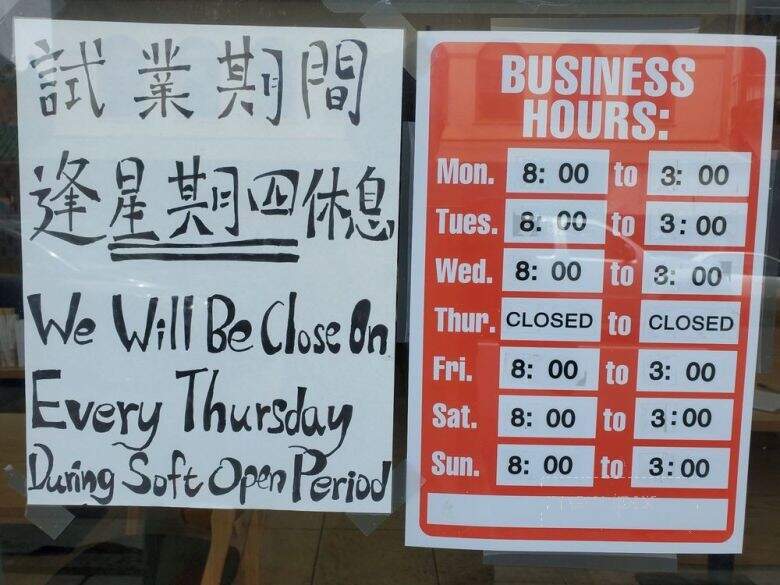 試業期間
逢星期四休息
We Will Be Close On
Every Thursday
During Soft Open Period
BUSINESS
HOURS:
Mon. 8: 00 to 3: 00
Tues. 8: 00 to 3: 00
Wed. 8: 00 to 3: 00
Thur. CLOSED to CLOSED
Fri. 8: 00 to 3: 00
Sat. 8: 00 to 3:00
Sun. 8: 00 to 3:00